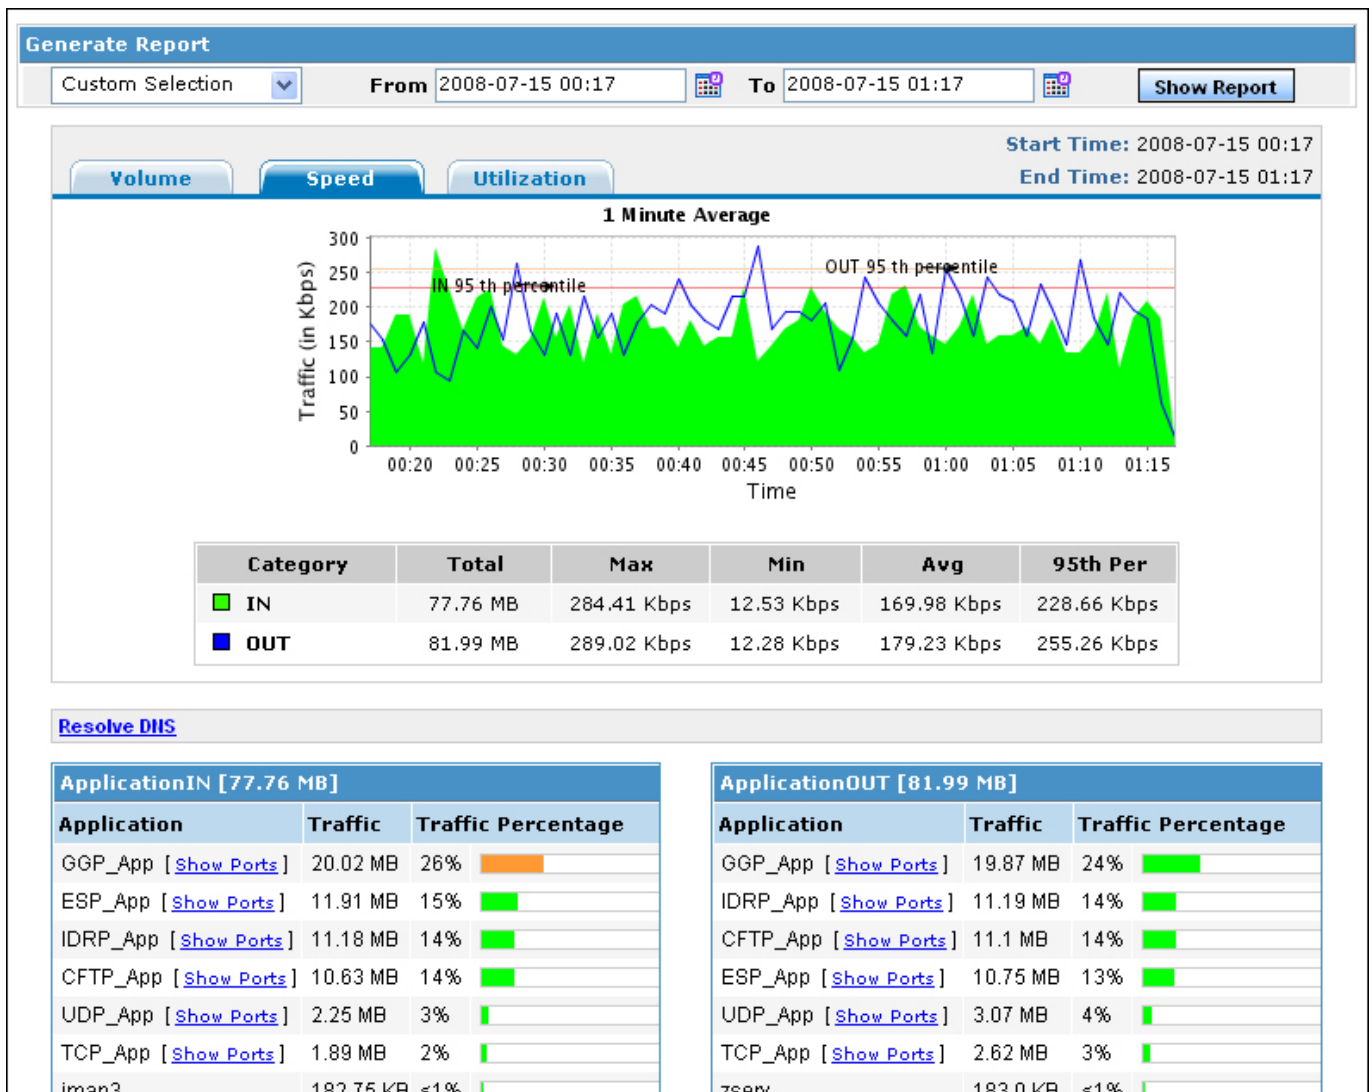 Generate Report
Custom Selection From 2008-07-15 00:17 To 2008-07-15 01:17 Show Report
Start Time: 2008-07-15 00:17
Volume Speed Utilization End Time: 2008-07-15 01:17
1 Minute Average
300
250
200
150
100
50
0
Traffic (in Kbps)
OUT 95 th percentile
IN 95 th percentile
00:20 00:25 00:30 00:35 00:40 00:45 00:50 00:55 01:00 01:05 01:10 01:15
Time
Category Total Max Min Avg 95th Per
IN 77.76 MB 284.41 Kbps 12.53 Kbps 169.98 Kbps 228.66 Kbps
OUT 81.99 MB 289.02 Kbps 12.28 Kbps 179.23 Kbps 255.26 Kbps
Resolve DNS
ApplicationIN [77.76 MB]
Application Traffic Traffic Percentage
GGP_App [Show Ports] 20.02 MB 26%
ESP_App [Show Ports] 11.91 MB 15%
IDRP_App [Show Ports] 11.18 MB 14%
CFTP_App [Show Ports] 10.63 MB 14%
UDP_App [Show Ports] 2.25 MB 3%
TCP_App [Show Ports] 1.89 MB 2%
iman3 182.75 KB <1%
ApplicationOUT [81.99 MB]
Application Traffic Traffic Percentage
GGP_App [Show Ports] 19.87 MB 24%
IDRP_App [Show Ports] 11.19 MB 14%
CFTP_App [Show Ports] 11.1 MB 14%
ESP_App [Show Ports] 10.75 MB 13%
UDP_App [Show Ports] 3.07 MB 4%
TCP_App [Show Ports] 2.62 MB 3%
zserv 183.0 KB <1%